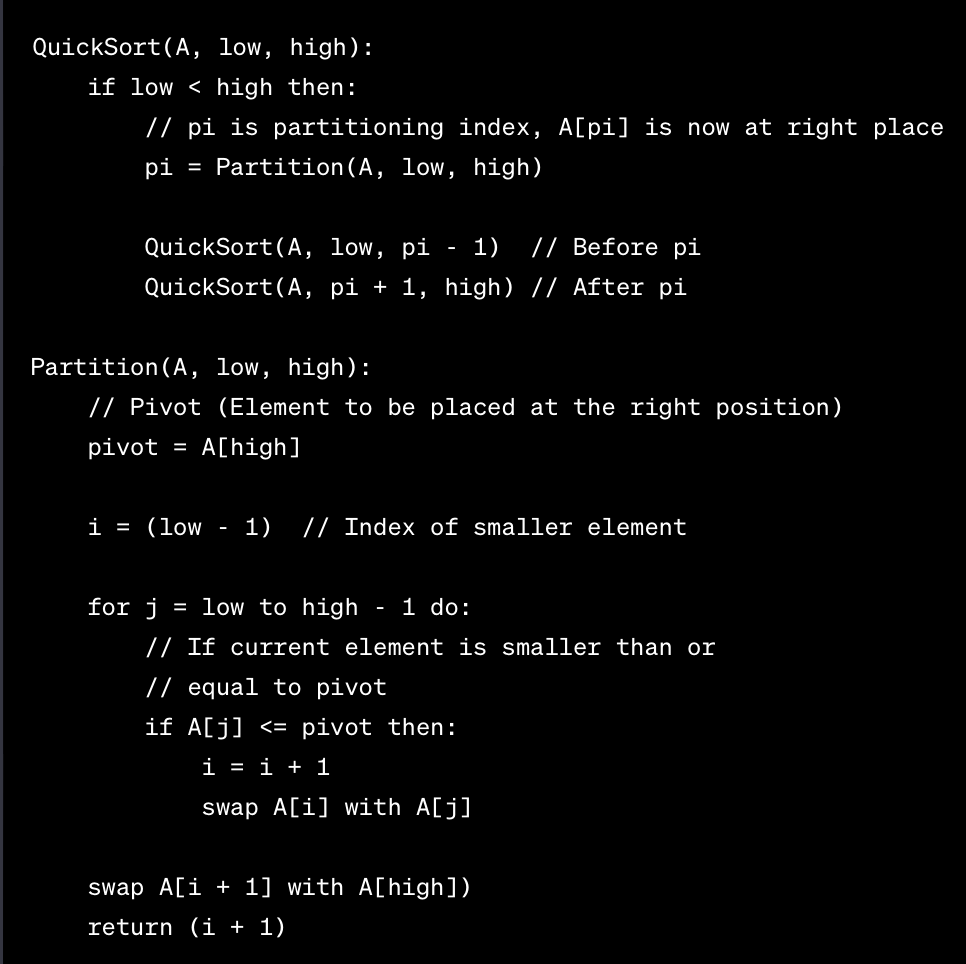 QuickSort(A, low, high):
    if low < high then:
        // pi is partitioning index, A[pi] is now at right place
        pi = Partition(A, low, high)

        QuickSort(A, low, pi - 1)  // Before pi
        QuickSort(A, pi + 1, high) // After pi

Partition(A, low, high):
    // Pivot (Element to be placed at the right position)
    pivot = A[high]

    i = (low - 1)  // Index of smaller element

    for j = low to high - 1 do:
        // If current element is smaller than or
        // equal to pivot
        if A[j] <= pivot then:
            i = i + 1
            swap A[i] with A[j]

    swap A[i + 1] with A[high])
    return (i + 1)